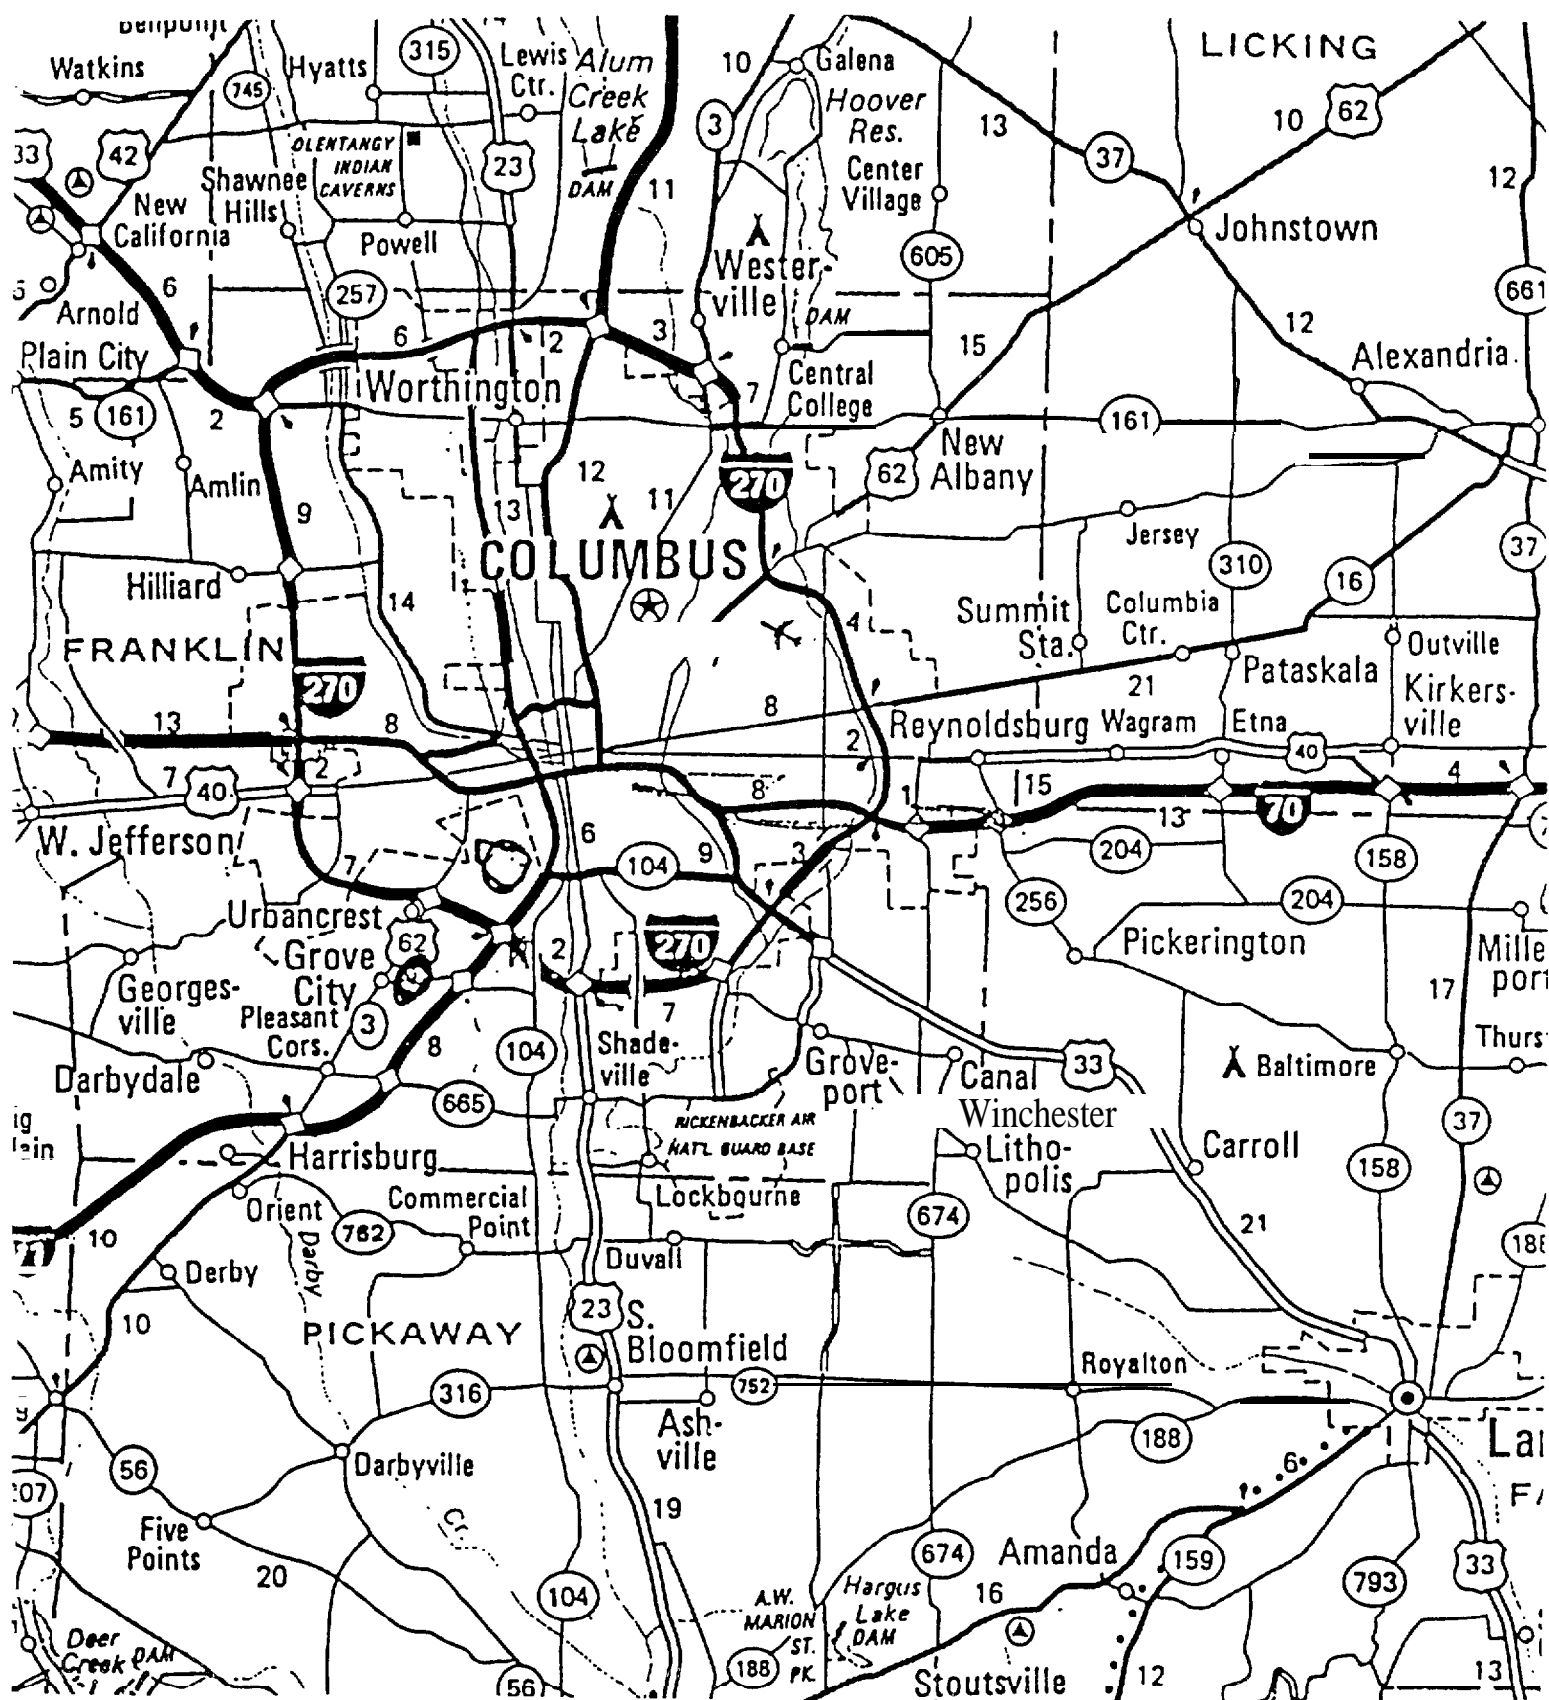 Watkins
Hyatts
315
Lewis
Ctr.
Alum
Creek
Lake
DAM
10
Galena
Hoover
Res.
LICKING
745
3
13
37
10
62
33
42
OLENTANGY
INDIAN
CAVERNS
23
11
Center
Village
12
Shawnee
Hills
New
California
Powell
Wester-
ville
605
Johnstown
6
257
661
Arnold
DAM
Plain City
6
2
3
15
12
Alexandria
5
161
2
Worthington
7
Central
College
161
Amity
Amlin
12
11
270
62
New
Albany
9
13
Jersey
COLUMBUS
310
16
37
Hilliard
14
4
Summit
Sta.
Columbia
Ctr.
FRANKLIN
Outville
270
Pataskala
21
Kirkers-
ville
13
8
8
Reynoldsburg
Wagram
Etna
2
40
7
40
2
8
1
15
4
13
70
W. Jefferson
6
9
3
204
158
7
104
256
204
Urbancrest
62
270
Grove
City
2
Pickerington
Mille
port
Georges-
ville
Pleasant
Cors.
3
7
17
8
104
Shade-
ville
Grove-
port
33
Baltimore
Thurs
Darbydale
Canal
Winchester
665
RICKENBACKER AIR
NAT'L GUARD BASE
37
Harrisburg
Litho-
polis
Carroll
158
Orient
762
Commercial
Point
Lockbourne
674
10
Darby
21
188
Derby
Duvall
10
PICKAWAY
23
S.
Bloomfield
316
752
Royalton
Ash-
ville
188
56
Darbyville
6
Lan
Cr.
19
Five
Points
20
674
Amanda
159
33
793
104
A.W.
MARION
ST.
PK.
Hargus
Lake
DAM
16
Deer
Creek DAM
188
Stoutsville
12
13
56